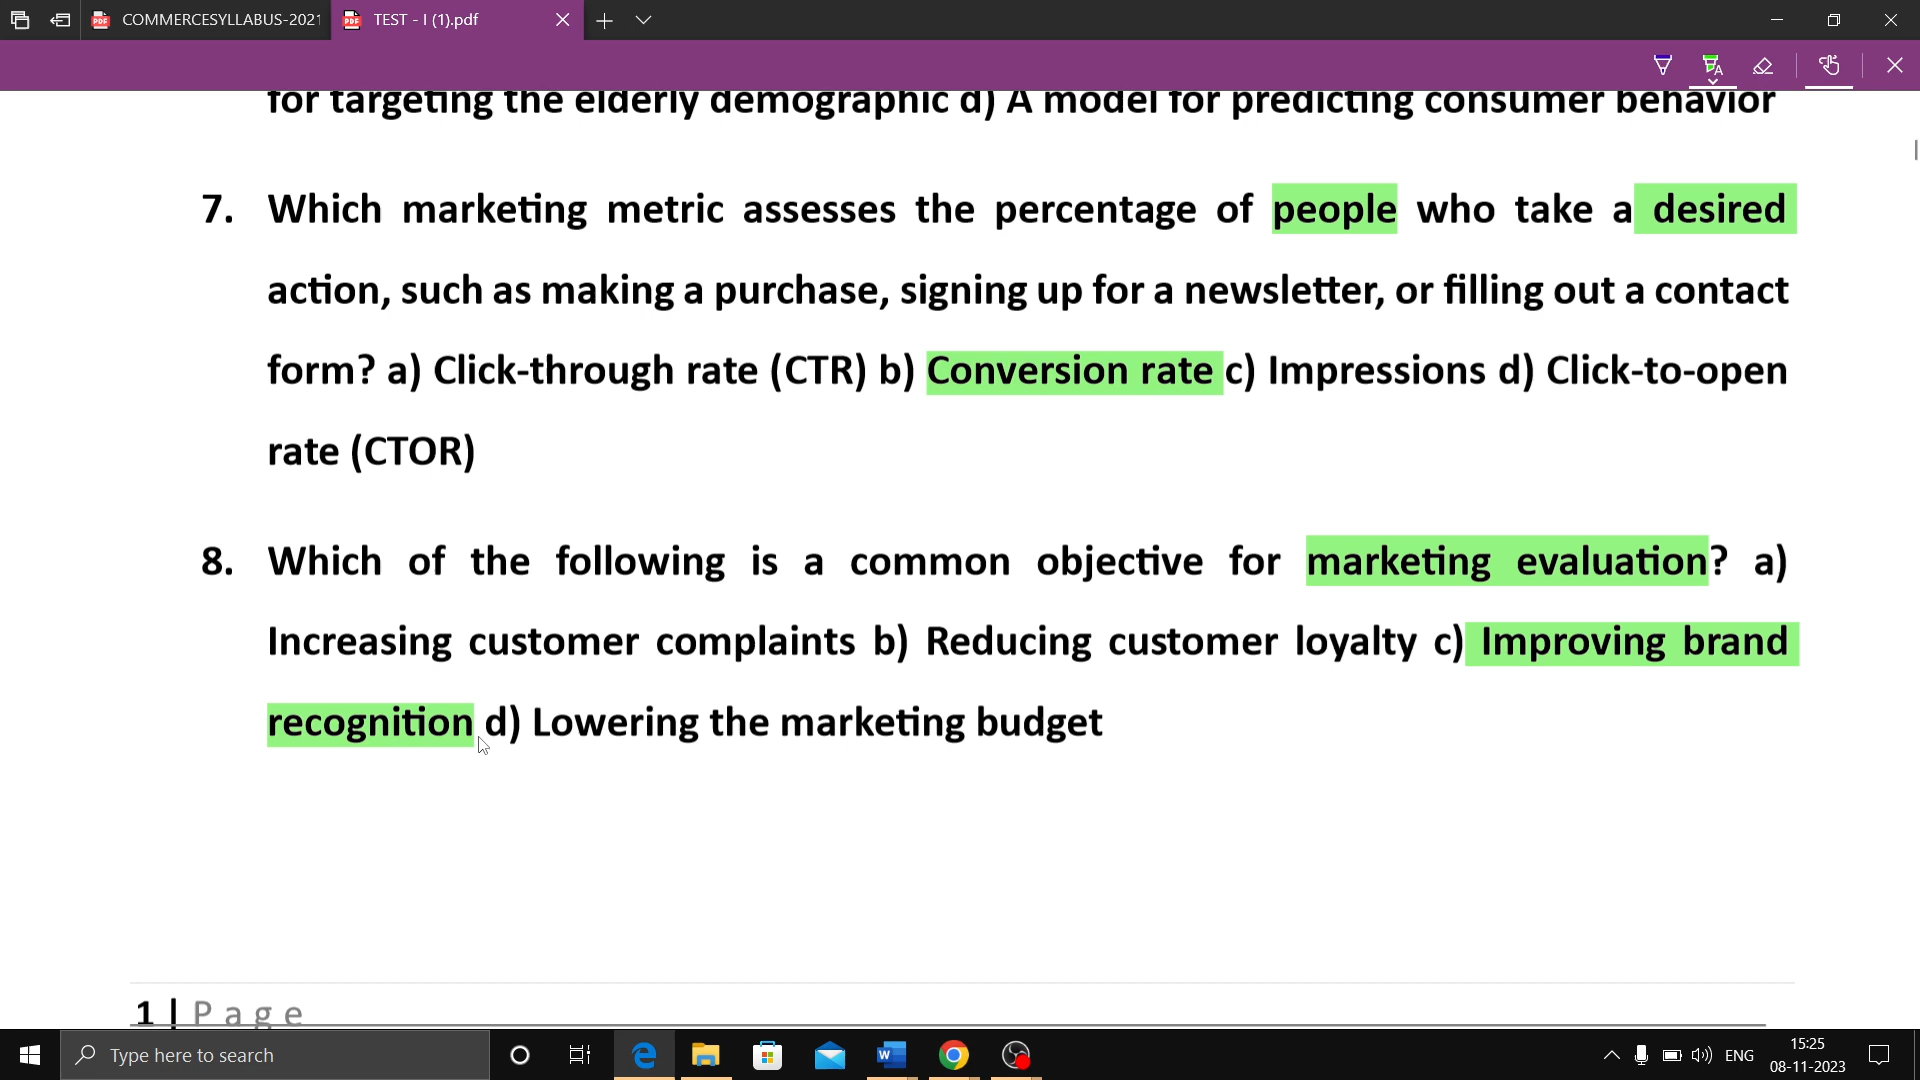 COMMERCESYLLABUS-2021
TEST - I (1).pdf
for targeting the elderly demographic d) A model for predicting consumer behavior
7. Which marketing metric assesses the percentage of people who take a desired
action, such as making a purchase, signing up for a newsletter, or filling out a contact
form? a) Click-through rate (CTR) b) Conversion rate c) Impressions d) Click-to-open
rate (CTOR)
8. Which of the following is a common objective for marketing evaluation? a)
Increasing customer complaints b) Reducing customer loyalty c) Improving brand
recognition d) Lowering the marketing budget
1 | Page
Type here to search
ENG
15:25
08-11-2023